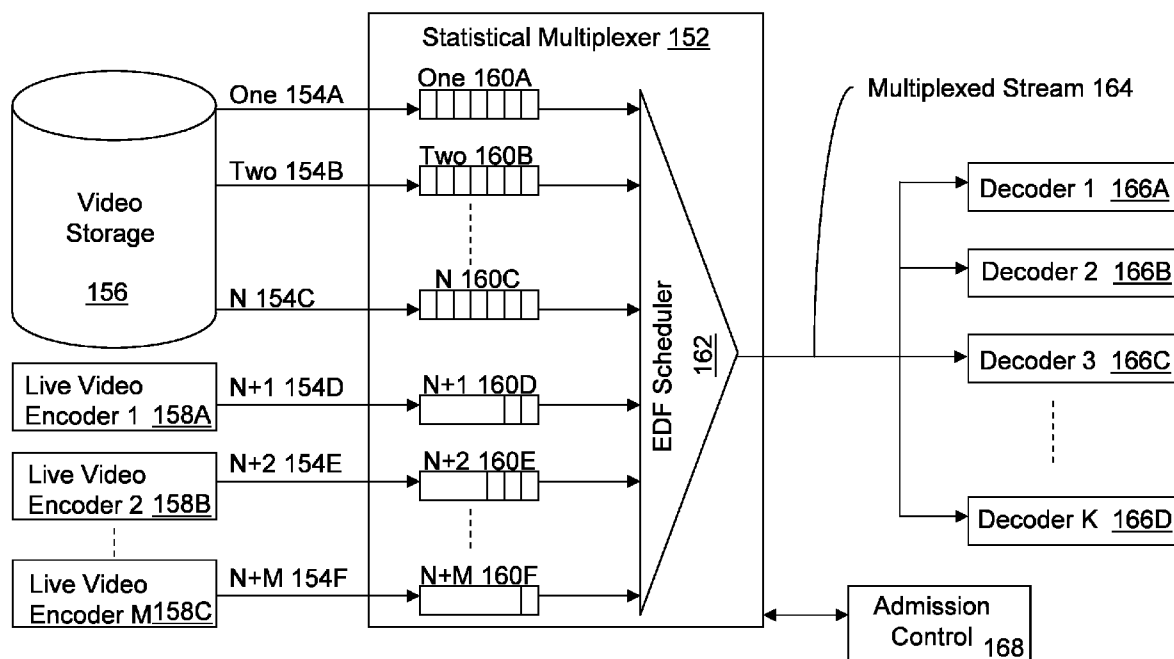 Statistical Multiplexer 152
One 154A
One 160A
Multiplexed Stream 164
Two 154B
Two 160B
Decoder 1 166A
Video
Storage
156
Decoder 2 166B
N 154C
N 160C
EDF Scheduler
162
Decoder 3 166C
Live Video
Encoder 1 158A
N+1 154D
N+1 160D
Live Video
Encoder 2 158B
N+2 154E
N+2 160E
Decoder K 166D
Live Video
Encoder M 158C
N+M 154F
N+M 160F
Admission
Control 168